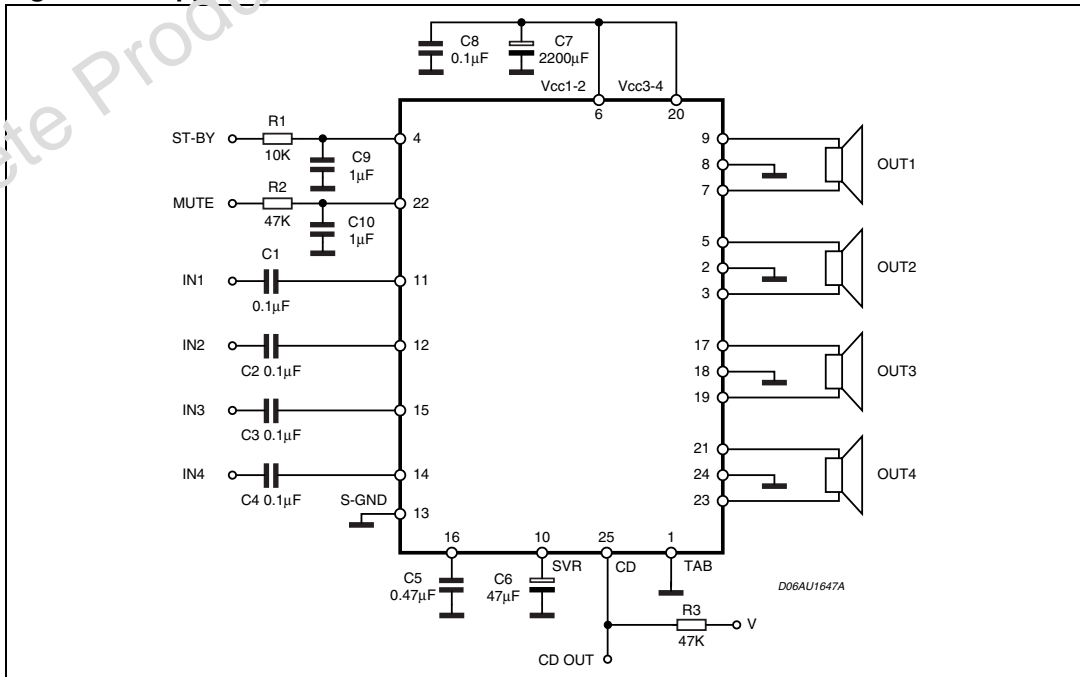 C8
0.1μF
C7
2200μF
Vcc1-2
Vcc3-4
6
20
ST-BY
R1
10K
4
C9
1μF
MUTE
R2
47K
22
C10
1μF
IN1
C1
0.1μF
11
IN2
C2 0.1μF
12
IN3
C3 0.1μF
15
IN4
C4 0.1μF
14
S-GND
13
9
8
7
OUT1
5
2
3
OUT2
17
18
19
OUT3
21
24
23
OUT4
16
10
25
1
SVR
CD
TAB
C5
0.47μF
C6
47μF
D06AU1647A
R3
47K
V
CD OUT